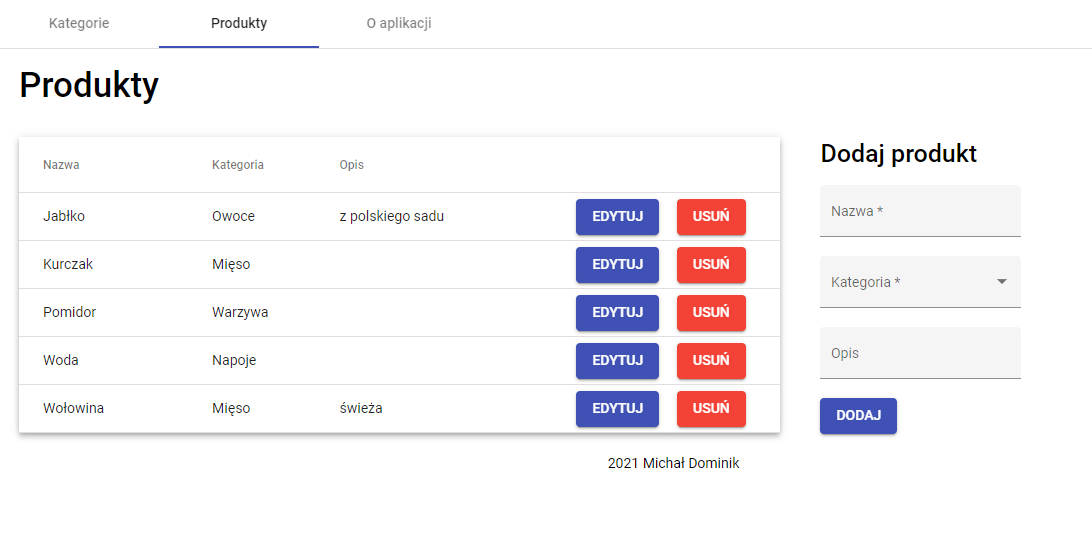 Kategorie Produkty O aplikacji
Produkty
Nazwa Kategoria Opis
Jabłko Owoce z polskiego sadu EDYTUJ USUŃ
Kurczak Mięso EDYTUJ USUŃ
Pomidor Warzywa EDYTUJ USUŃ
Woda Napoje EDYTUJ USUŃ
Wołowina Mięso świeża EDYTUJ USUŃ
2021 Michał Dominik
Dodaj produkt
Nazwa *
Kategoria *
Opis
DODAJ